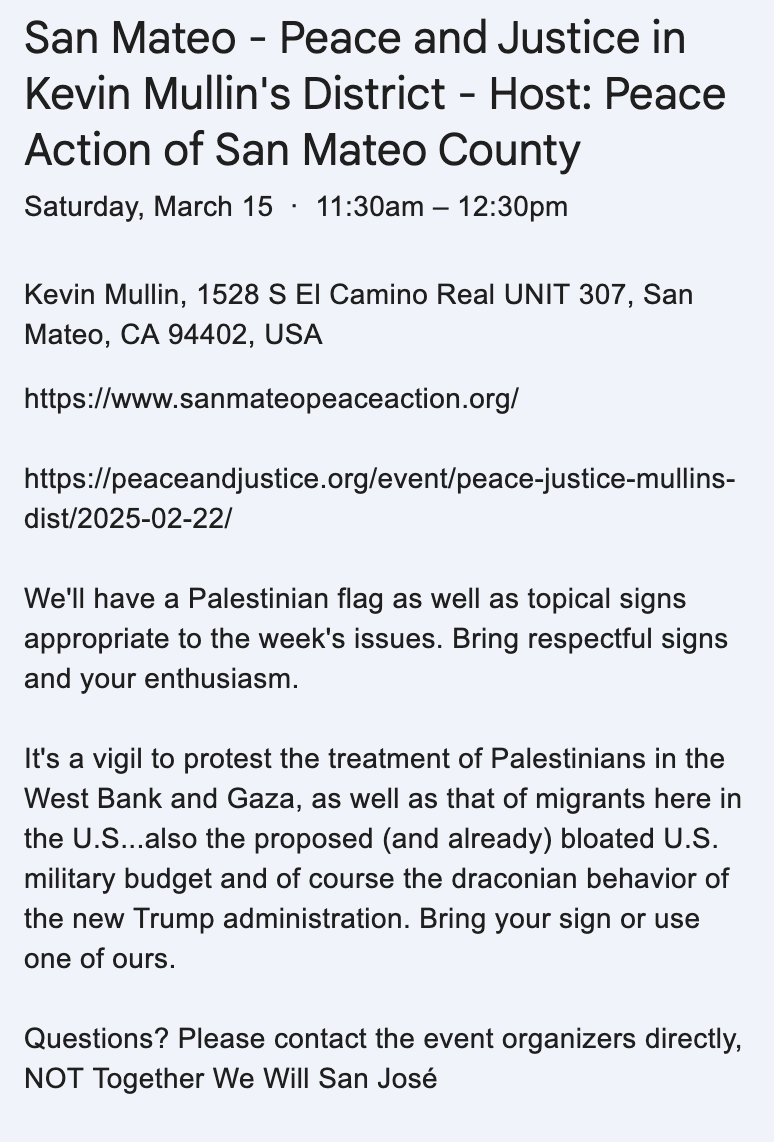 San Mateo - Peace and Justice in
Kevin Mullin's District - Host: Peace
Action of San Mateo County
Saturday, March 15 · 11:30am – 12:30pm
Kevin Mullin, 1528 S El Camino Real UNIT 307, San
Mateo, CA 94402, USA
https://www.sanmateopeaceaction.org/
https://peaceandjustice.org/event/peace-justice-mullins-
dist/2025-02-22/
We'll have a Palestinian flag as well as topical signs
appropriate to the week's issues. Bring respectful signs
and your enthusiasm.
It's a vigil to protest the treatment of Palestinians in the
West Bank and Gaza, as well as that of migrants here in
the U.S...also the proposed (and already) bloated U.S.
military budget and of course the draconian behavior of
the new Trump administration. Bring your sign or use
one of ours.
Questions? Please contact the event organizers directly,
NOT Together We Will San José